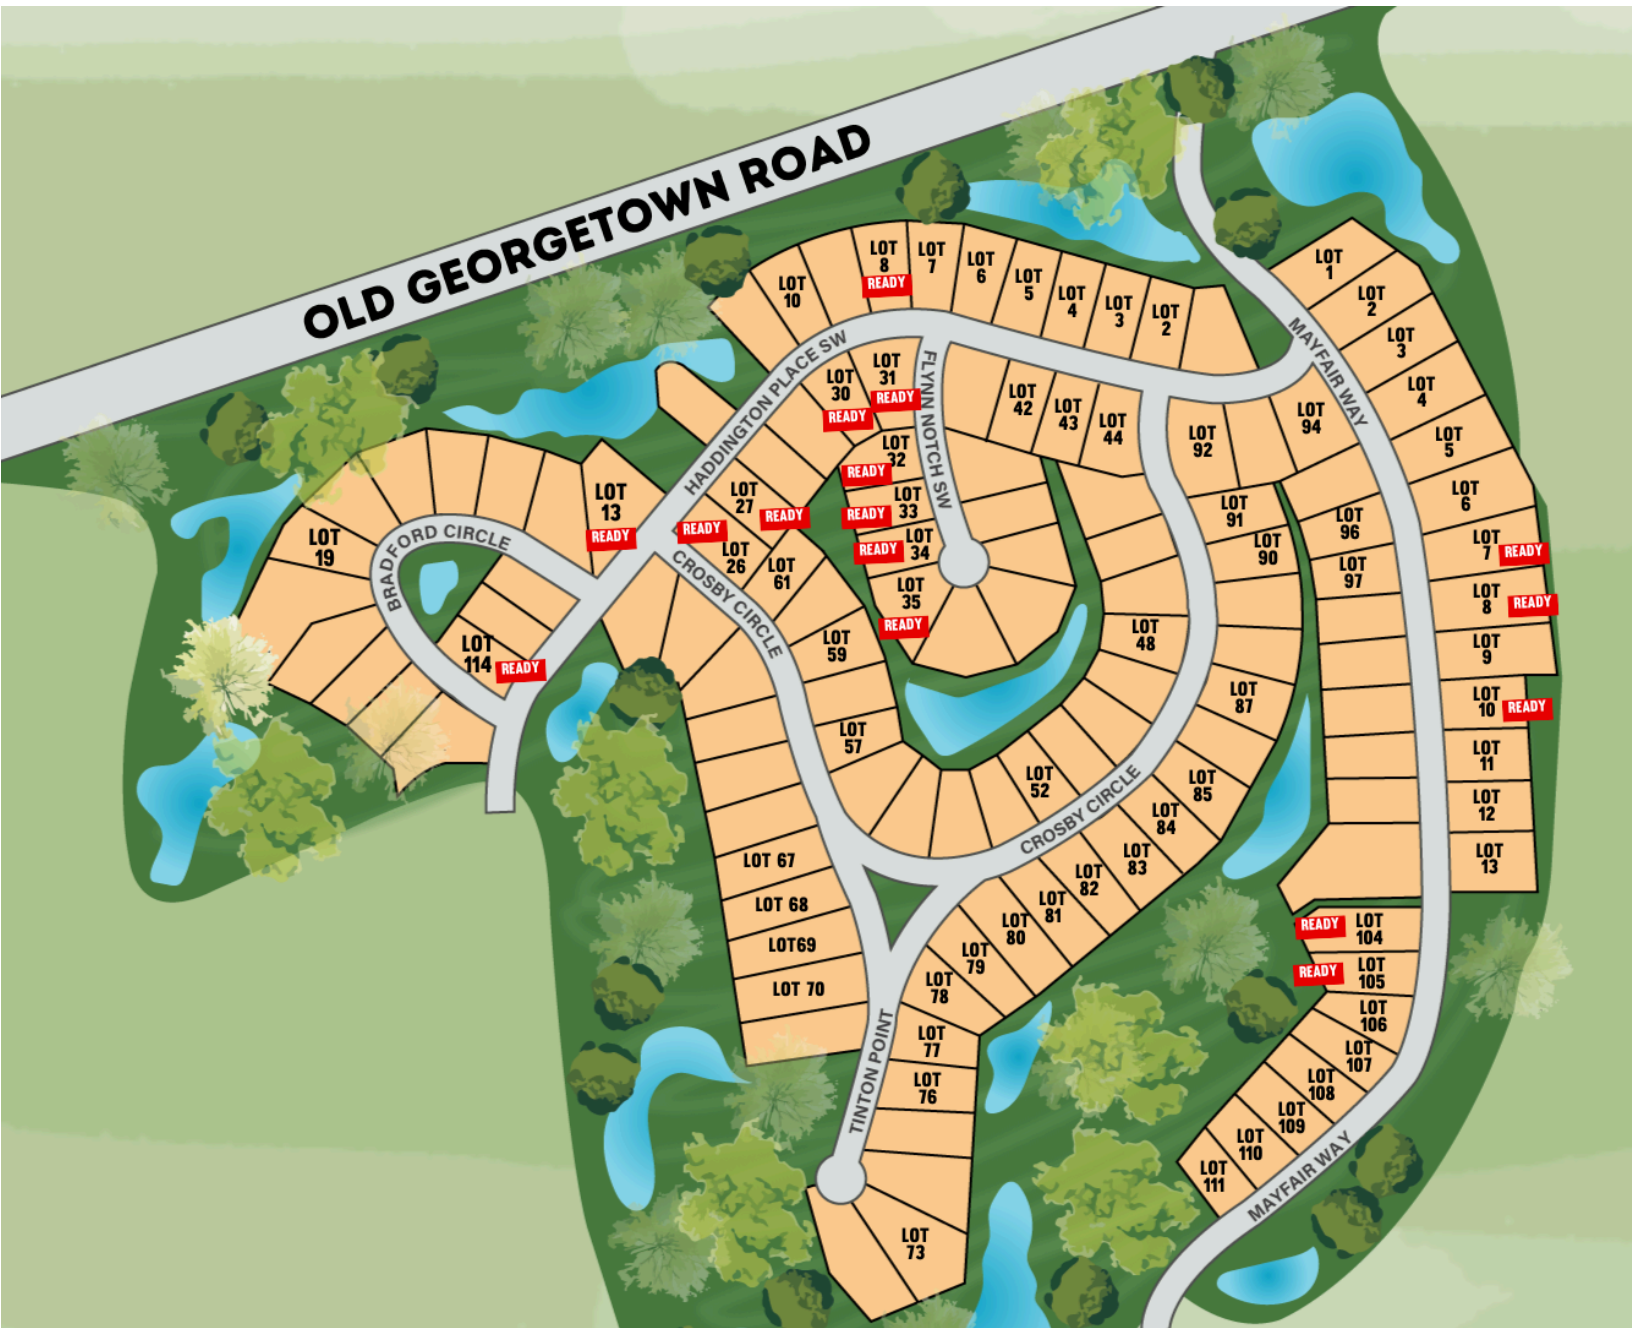 OLD GEORGETOWN ROAD
LOT
10
LOT
8
READY
LOT
7
LOT
6
LOT
5
LOT
4
LOT
3
LOT
2
LOT
1
LOT
2
LOT
3
LOT
4
LOT
5
LOT
6
LOT
7
READY
LOT
8
READY
LOT
9
LOT
10
READY
LOT
11
LOT
12
LOT
13
MAYFAIR WAY
HADDINGTON PLACE SW
FLYNN NOTCH SW
LOT
30
READY
LOT
31
READY
LOT
32
READY
LOT
33
READY
LOT
34
READY
LOT
35
READY
LOT
42
LOT
43
LOT
44
LOT
92
LOT
94
LOT
91
LOT
90
LOT
96
LOT
97
LOT
13
READY
LOT
27
READY
READY
LOT
26
LOT
61
CROSBY CIRCLE
LOT
19
BRADFORD CIRCLE
LOT
114
READY
LOT
59
LOT
57
LOT
48
LOT
87
LOT
52
CROSBY CIRCLE
LOT
85
LOT
84
LOT
83
LOT
82
LOT
81
LOT
80
LOT
79
LOT
78
LOT
77
LOT
76
LOT 67
LOT 68
LOT69
LOT 70
TINTON POINT
LOT
73
READY
LOT
104
READY
LOT
105
LOT
106
LOT
107
LOT
108
LOT
109
LOT
110
LOT
111
MAYFAIR WAY